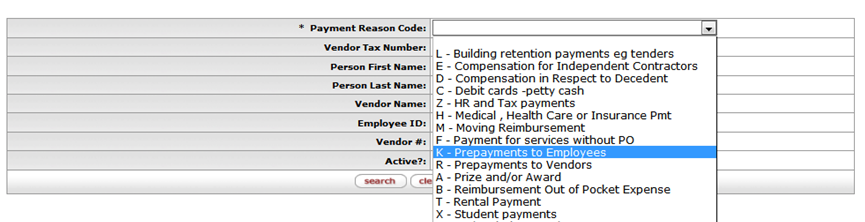 * Payment Reason Code:
Vendor Tax Number:
Person First Name:
Person Last Name:
Vendor Name:
Employee ID:
Vendor #:
Active?:
search
L - Building retention payments eg tenders
E - Compensation for Independent Contractors
D - Compensation in Respect to Decedent
C - Debit cards -petty cash
Z - HR and Tax payments
H - Medical , Health Care or Insurance Pmt
M - Moving Reimbursement
F - Payment for services without PO
K - Prepayments to Employees
R - Prepayments to Vendors
A - Prize and/or Award
B - Reimbursement Out of Pocket Expense
T - Rental Payment
X - Student payments